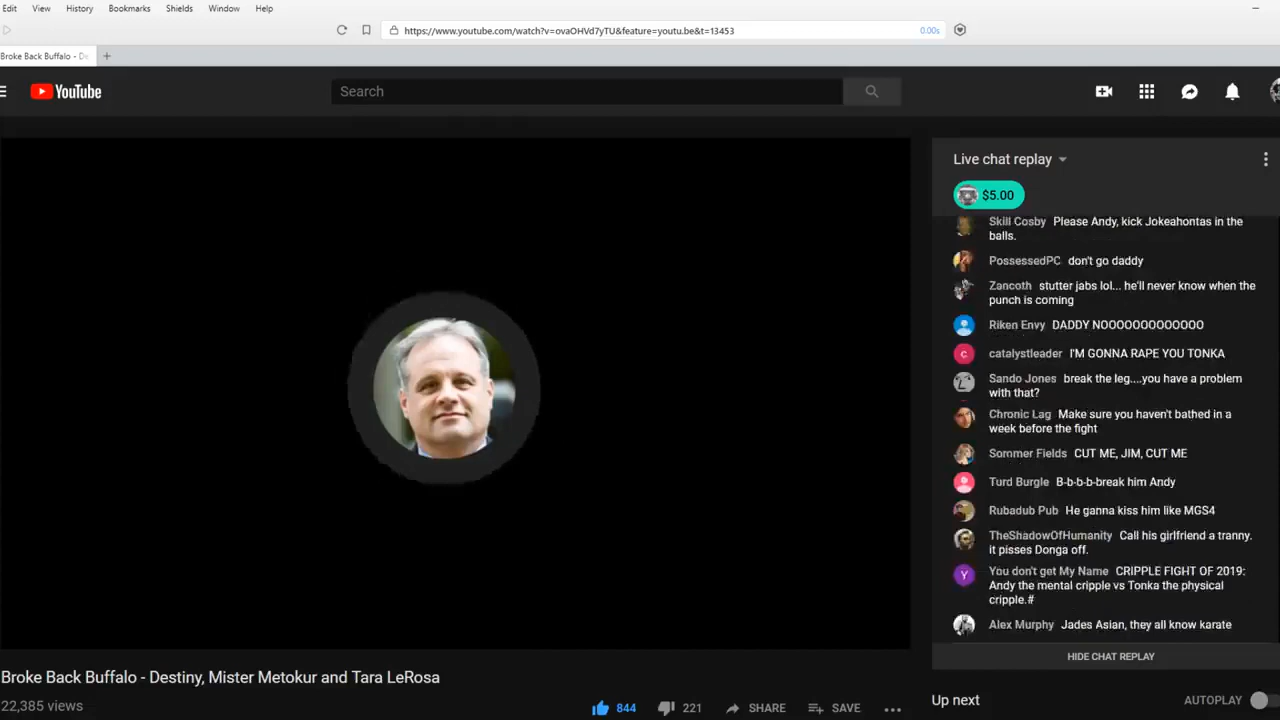 Edit View History Bookmarks Shields Window Help
https://www.youtube.com/watch?v=ovaOHVd7yTU&feature=youtu.be&t=13453 0.00s
Broke Back Buffalo - De
YouTube Search
Live chat replay
$5.00
Skill Cosby Please Andy, kick Jokeahontas in the
balls.
PossessedPC don't go daddy
Zancoth stutter jabs lol... he'll never know when the
punch is coming
Riken Envy DADDY NOOOOOOOOOOOO
C catalystleader I'M GONNA RAPE YOU TONKA
Sando Jones break the leg....you have a problem
with that?
Chronic Lag Make sure you haven't bathed in a
week before the fight
Sommer Fields CUT ME, JIM, CUT ME
Turd Burgle B-b-b-b-break him Andy
Rubadub Pub He ganna kiss him like MGS4
TheShadowOfHumanity Call his girlfriend a tranny.
it pisses Donga off.
Y You don't get My Name CRIPPLE FIGHT OF 2019:
Andy the mental cripple vs Tonka the physical
cripple.#
Alex Murphy Jades Asian, they all know karate
HIDE CHAT REPLAY
Broke Back Buffalo - Destiny, Mister Metokur and Tara LeRosa
22,385 views 844 221 SHARE SAVE
Up next AUTOPLAY